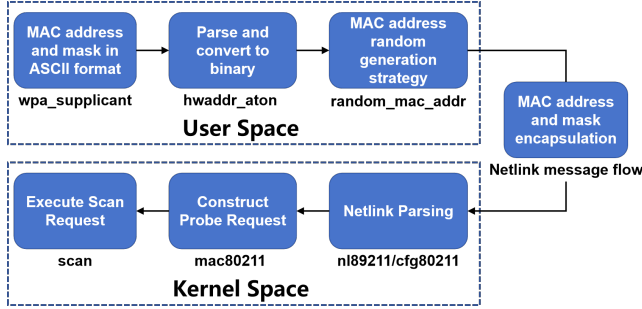 MAC address
and mask in
ASCII format
wpa_supplicant
Parse and
convert to
binary
hwaddr_aton
MAC address
random
generation
strategy
random_mac_addr
User Space
MAC address
and mask
encapsulation
Netlink message flow
Netlink Parsing
nl89211/cfg80211
Construct
Probe Request
mac80211
Execute Scan
Request
scan
Kernel Space